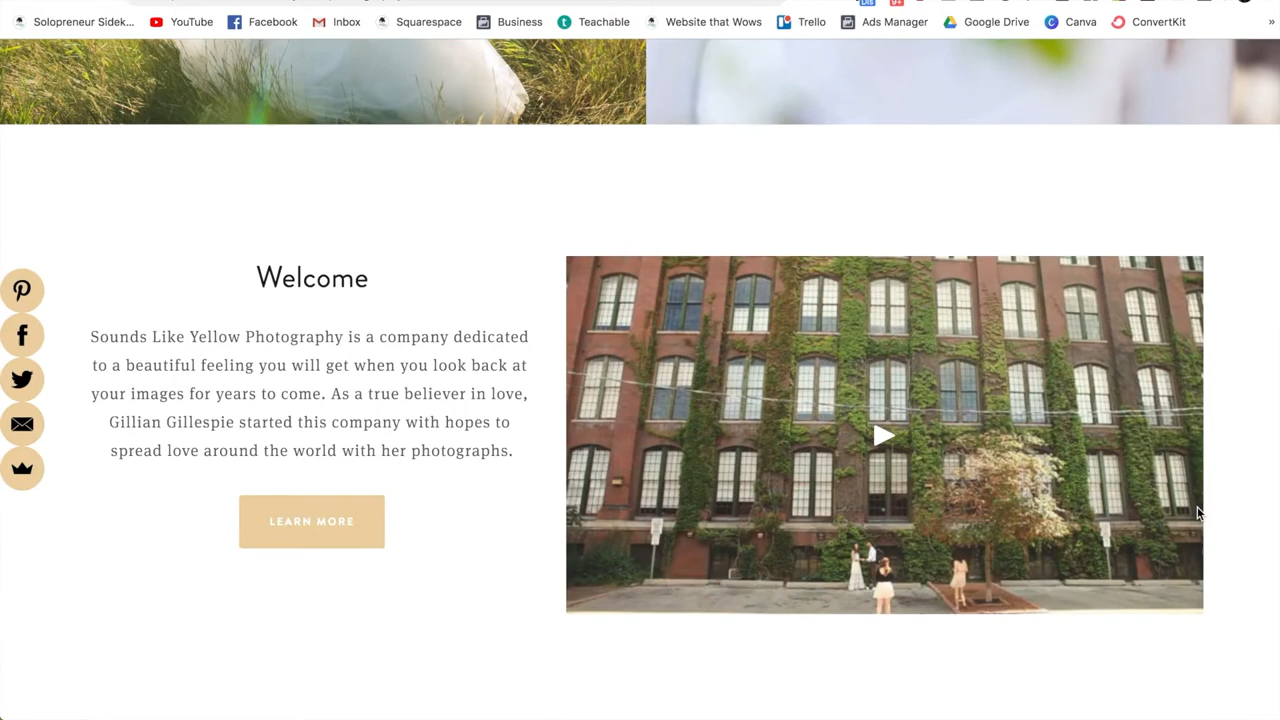 Solopreneur Sidek... YouTube Facebook Inbox Squarespace Business Teachable Website that Wows Trello Ads Manager Google Drive Canva ConvertKit »
Welcome
Sounds Like Yellow Photography is a company dedicated
to a beautiful feeling you will get when you look back at
your images for years to come. As a true believer in love,
Gillian Gillespie started this company with hopes to
spread love around the world with her photographs.
LEARN MORE